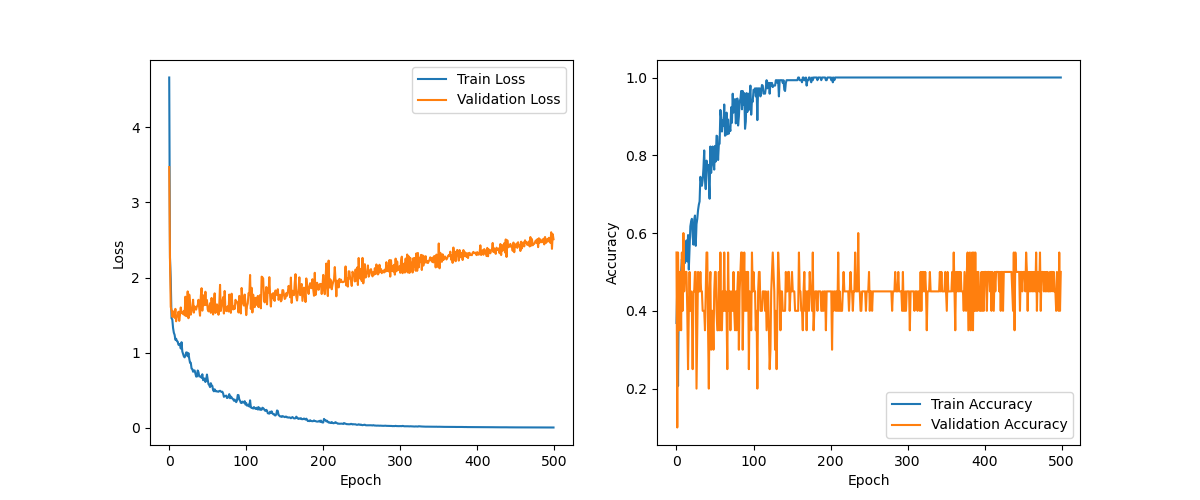 Train Loss
Validation Loss
Loss
4
3
2
1
0
0 100 200 300 400 500
Epoch
Accuracy
1.0
0.8
0.6
0.4
0.2
Train Accuracy
Validation Accuracy
0 100 200 300 400 500
Epoch